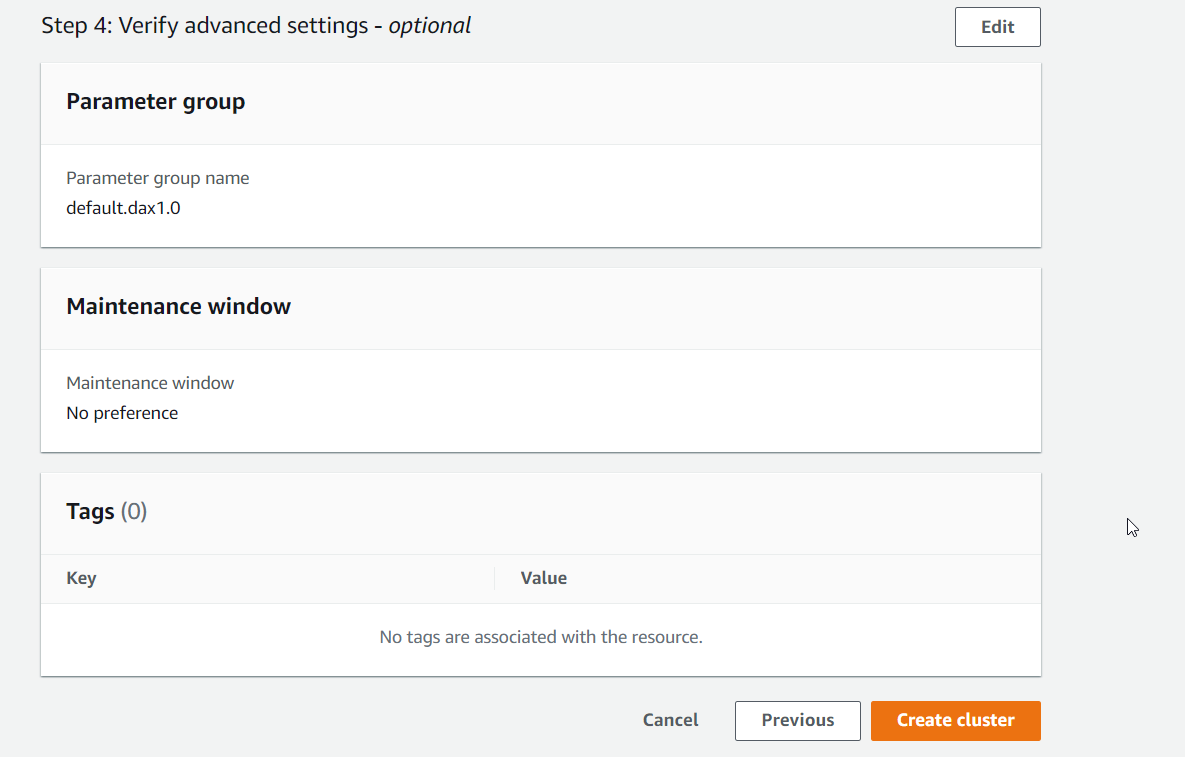 Step 4: Verify advanced settings - optional
Edit
Parameter group
Parameter group name
default.dax1.0
Maintenance window
Maintenance window
No preference
Tags (0)
Key
Value
No tags are associated with the resource.
Cancel
Previous
Create cluster